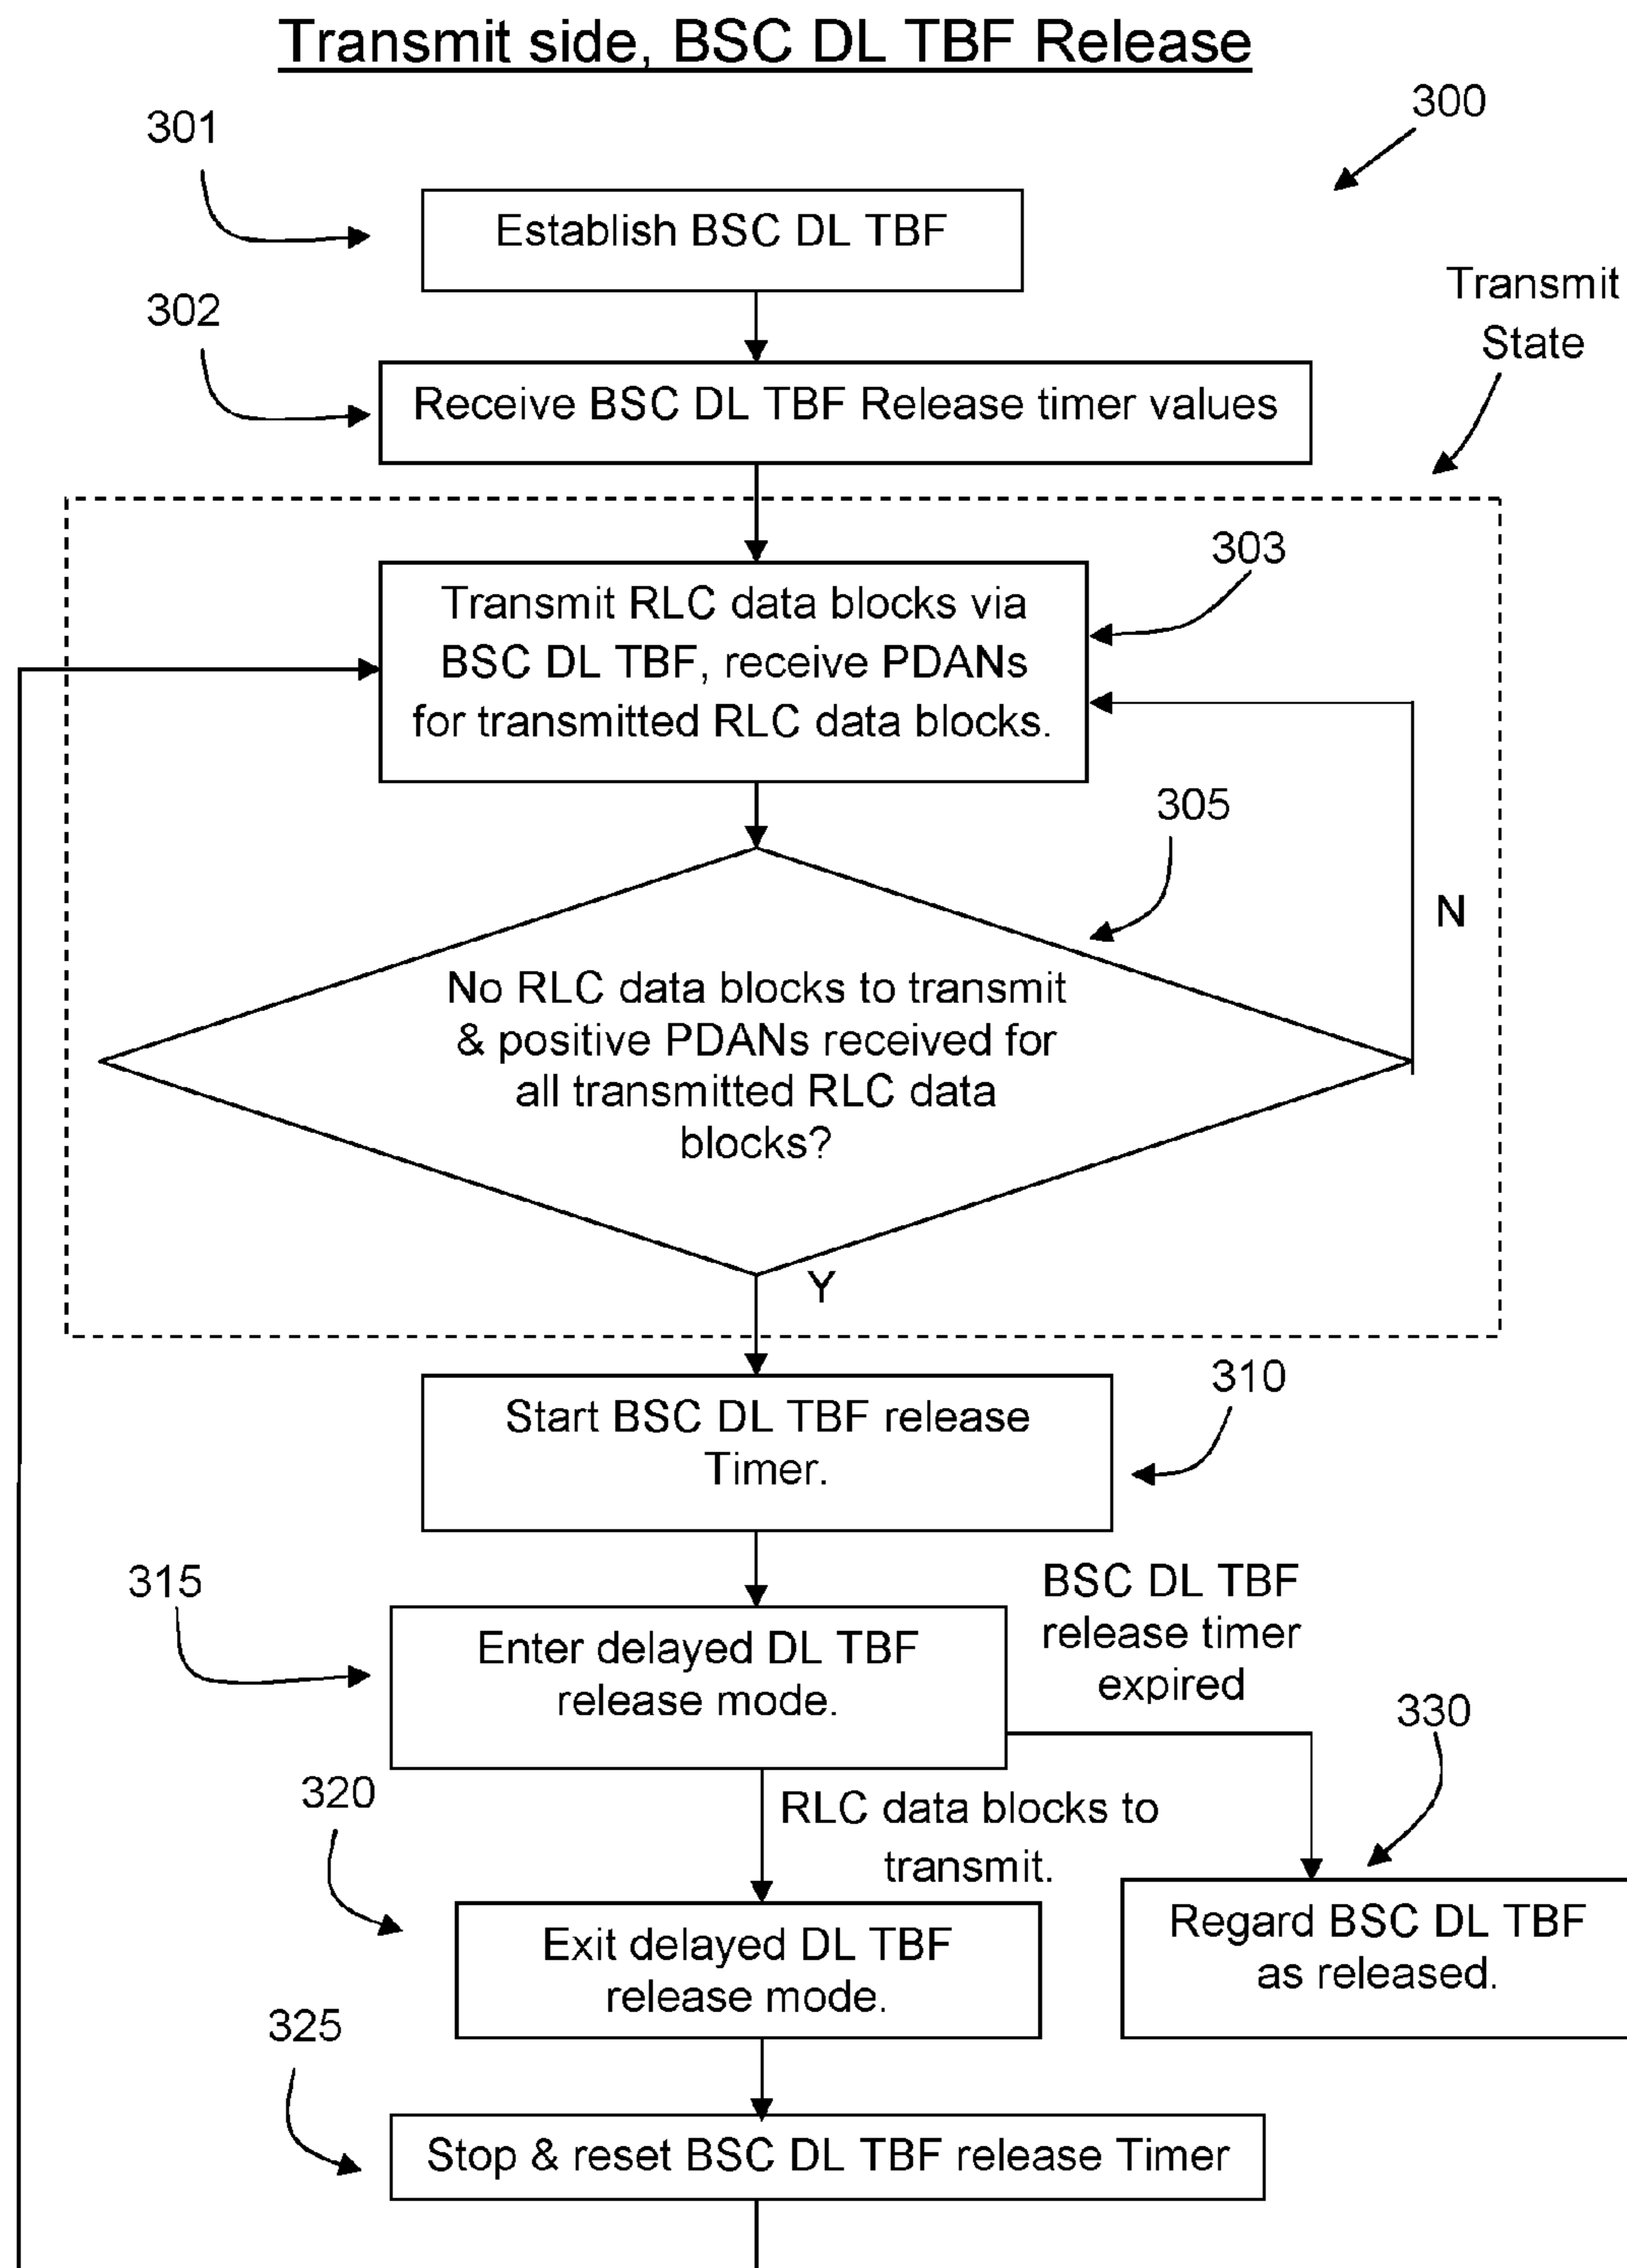 Transmit side, BSC DL TBF Release
300
301
Establish BSC DL TBF
Transmit
State
302
Receive BSC DL TBF Release timer values
303
Transmit RLC data blocks via
BSC DL TBF, receive PDANs
for transmitted RLC data blocks.
305
N
No RLC data blocks to transmit
& positive PDANs received for
all transmitted RLC data
blocks?
Y
310
Start BSC DL TBF release
Timer.
315
Enter delayed DL TBF
release mode.
BSC DL TBF
release timer
expired
330
320
RLC data blocks to
transmit.
Exit delayed DL TBF
release mode.
Regard BSC DL TBF
as released.
325
Stop & reset BSC DL TBF release Timer